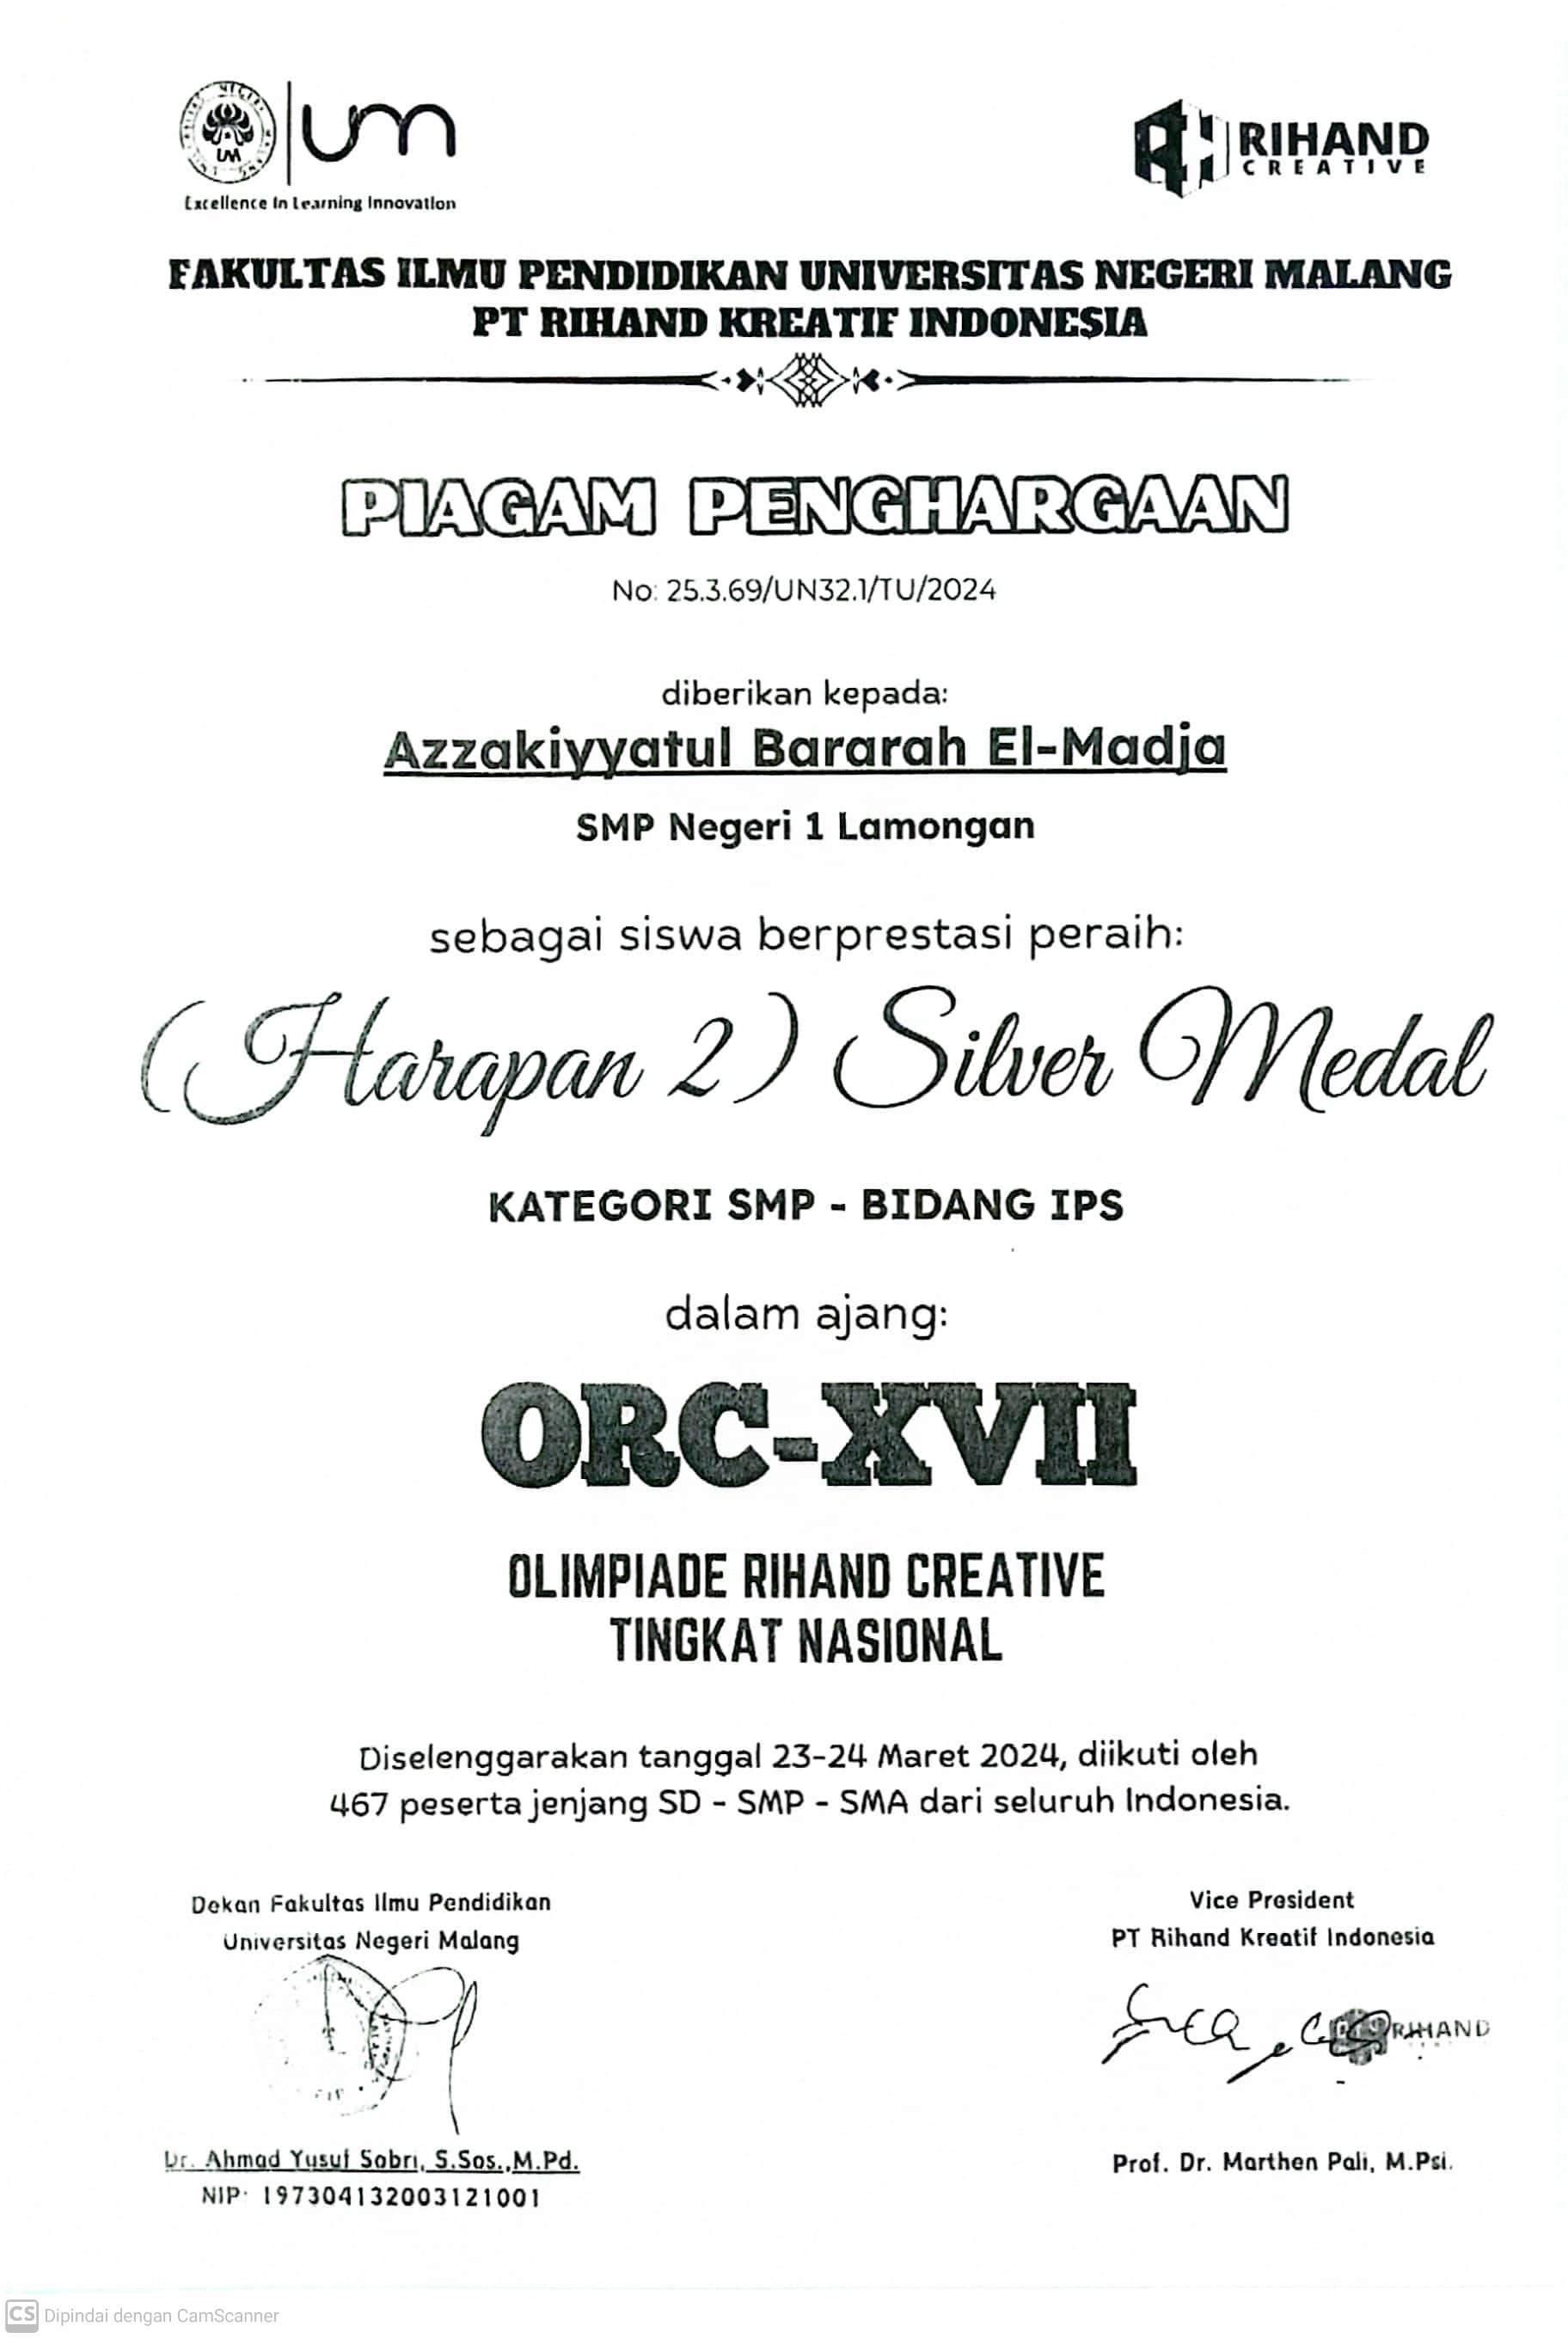 UM
um
Excellence in Learning Innovation
RIHAND
CREATIVE
FAKULTAS ILMU PENDIDIKAN UNIVERSITAS NEGERI MALANG
PT RIHAND KREATIF INDONESIA
PIAGAM PENGHARGAAN
No: 25.3.69/UN32.1/TU/2024
diberikan kepada:
Azzakiyyatul Bararah El-Madja
SMP Negeri 1 Lamongan
sebagai siswa berprestasi peraih:
(Harapan 2) Silver Medal
KATEGORI SMP - BIDANG IPS
dalam ajang:
ORC-XVII
OLIMPIADE RIHAND CREATIVE
TINGKAT NASIONAL
Diselenggarakan tanggal 23-24 Maret 2024, diikuti oleh
467 peserta jenjang SD - SMP - SMA dari seluruh Indonesia.
Dekan Fakultas Ilmu Pendidikan
Universitas Negeri Malang
Dr. Ahmad Yusuf Sobri, S.Sos.,M.Pd.
NIP: 197304132003121001
Vice President
PT Rihand Kreatif Indonesia
RIHAND
Prof. Dr. Marthen Pali, M.Psi.
CS Dipindai dengan CamScanner